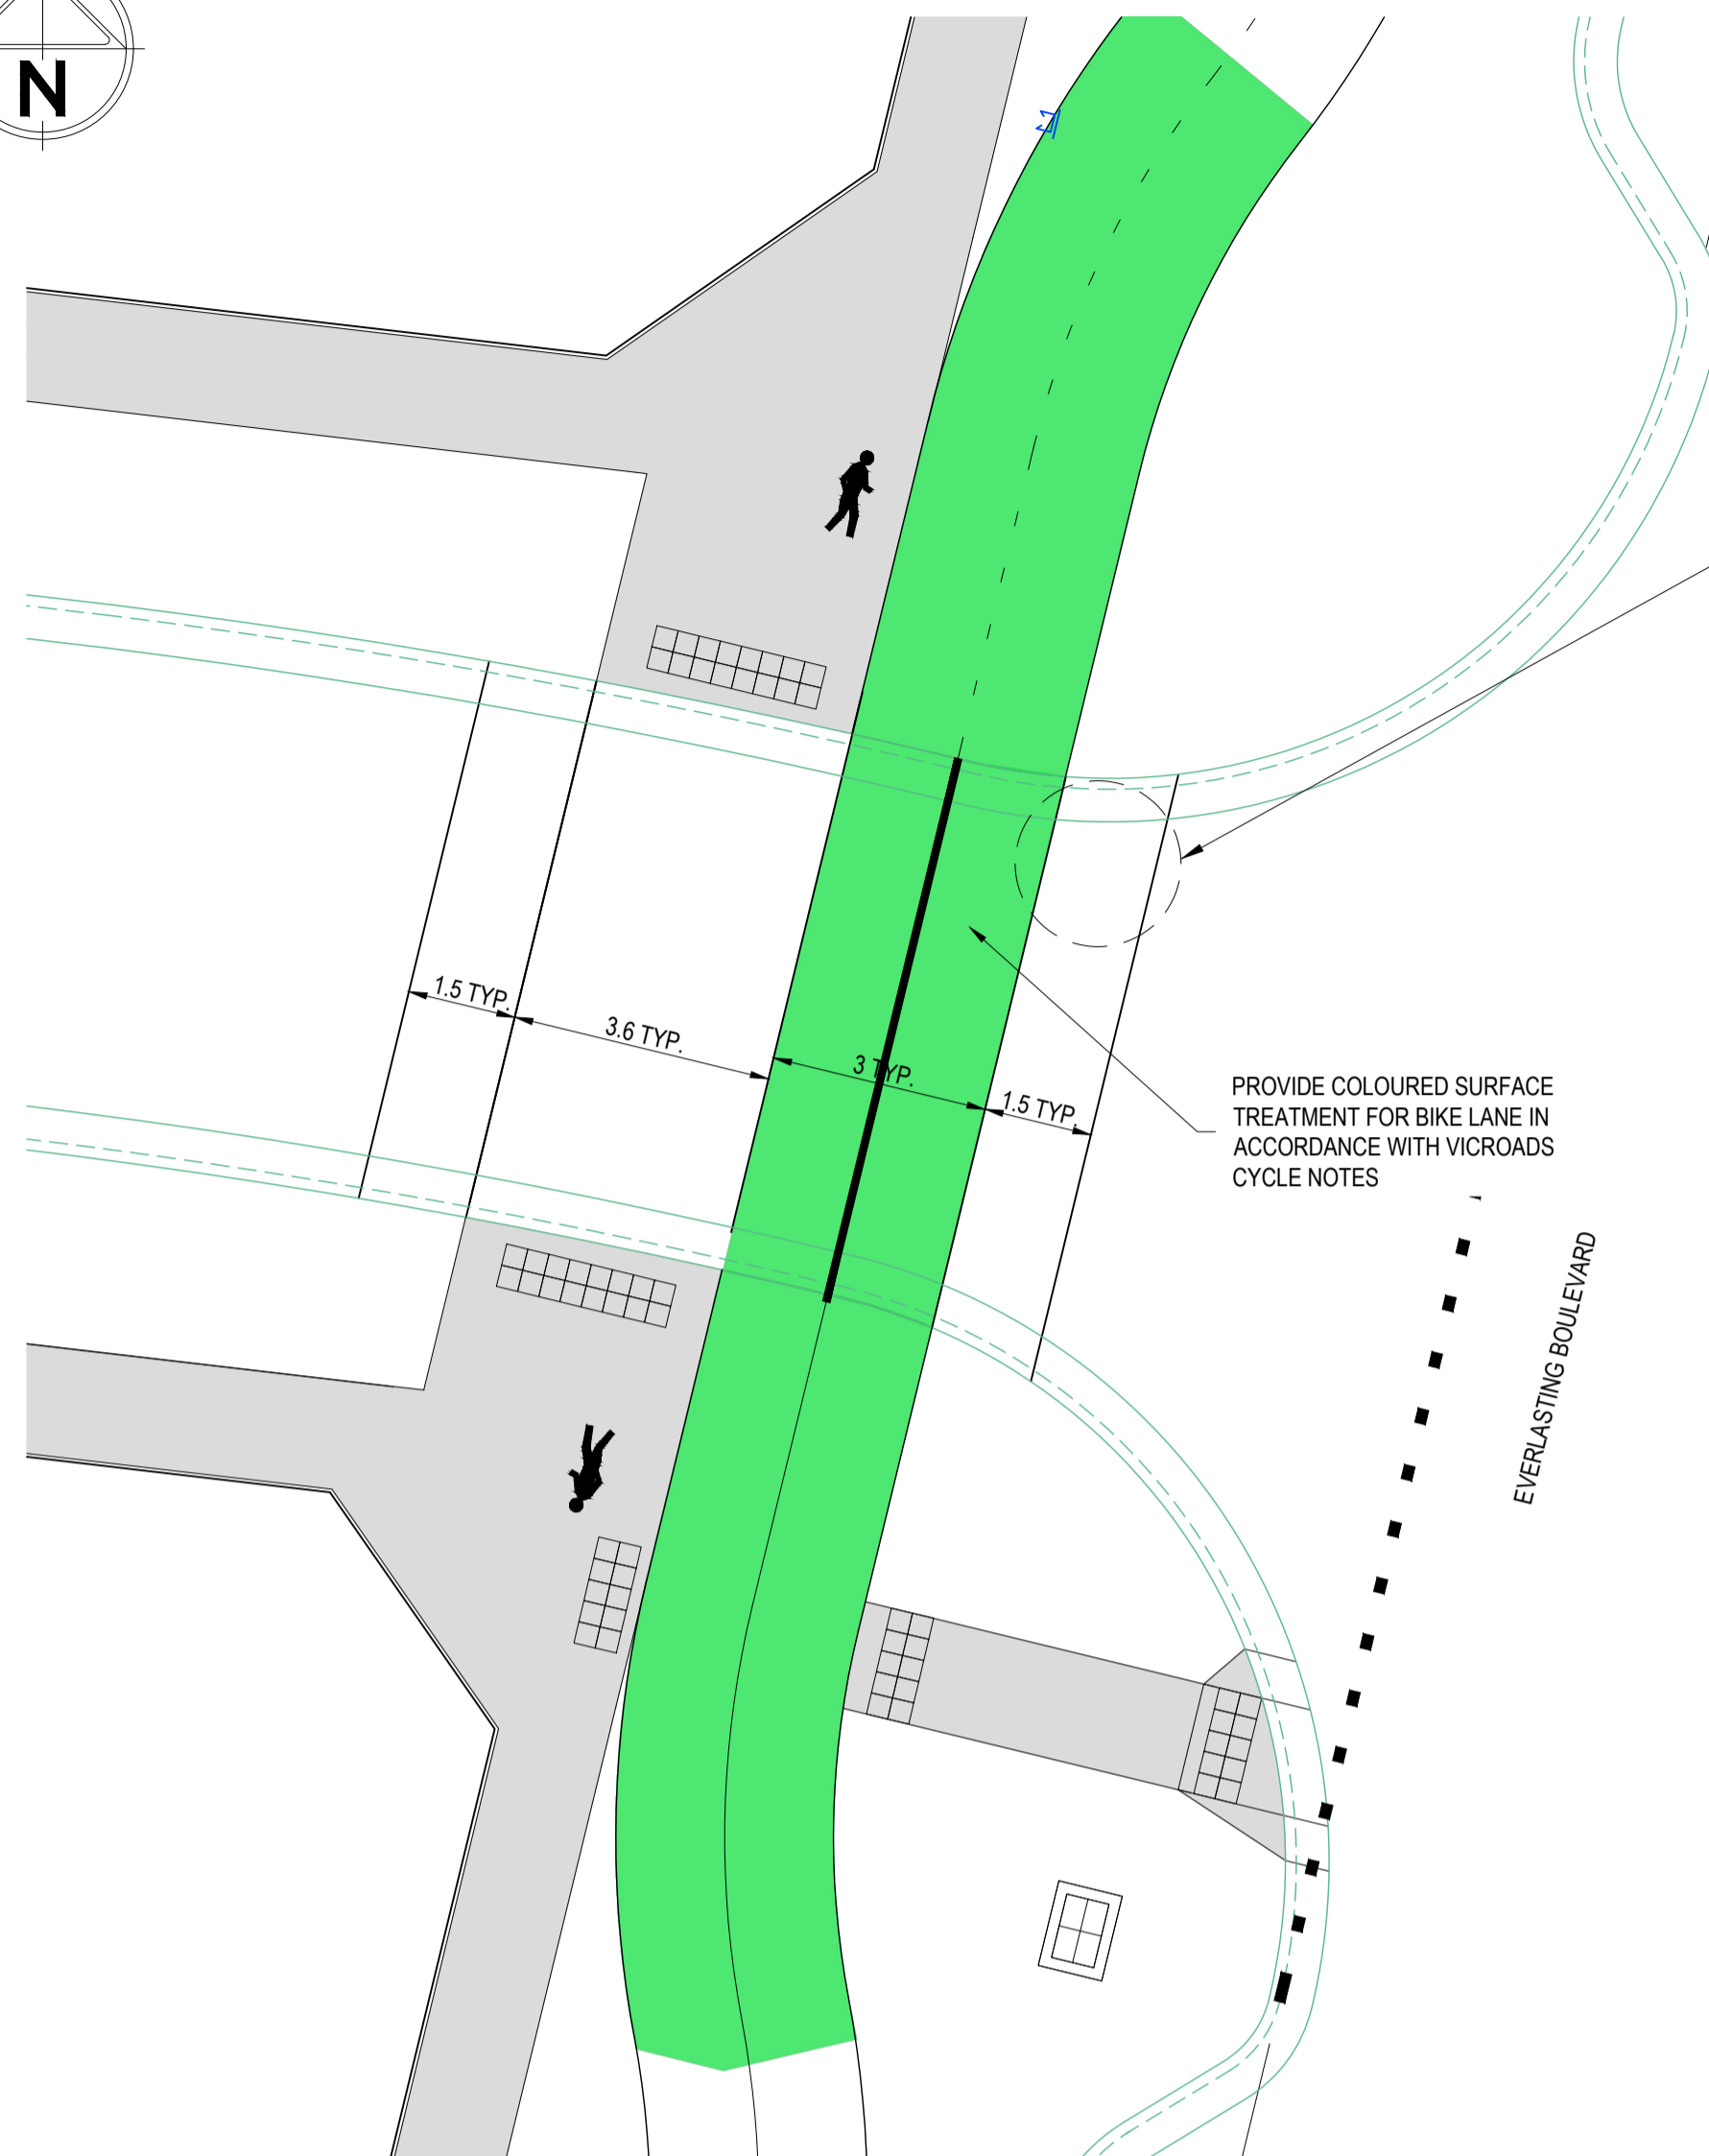 N
1.5 TYP.
3.6 TYP.
3 TYP.
1.5 TYP.
PROVIDE COLOURED SURFACE
TREATMENT FOR BIKE LANE IN
ACCORDANCE WITH VICROADS
CYCLE NOTES
EVERLASTING BOULEVARD